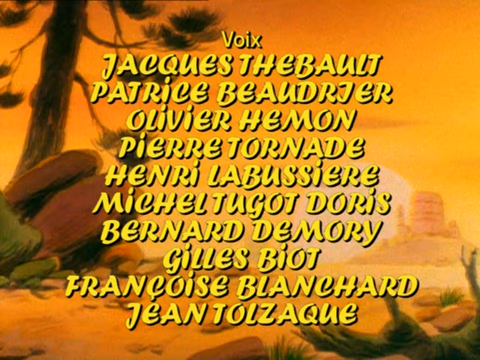 Voix
JACQUES THEBAULT
PATRiCE BEAUDRIER
OLiViER HEMON
PiERRE TORNADE
HENRi LABUSSiERE
MiCHEL TUGOT DORiS
BERNARD DEMORY
GiLLES BiOT
FRANÇOiSE BLANCHARD
JÉAN TOLZAQUE